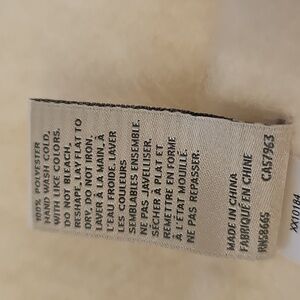 100% POLYESTER
HAND WASH COLD,
WITH LIKE COLORS.
DO NOT BLEACH,
RESHAPE, LAY FLAT TO
DRY, DO NOT IRON.
LAVER À LA MAIN, À
L'EAU FROIDE. LAVER
LES COULEURS
SEMBLABLES ENSEMBLE.
NE PAS JAVELLISER.
SÉCHER À PLAT ET
REMETTRE EN FORME
À L'ÉTAT MOUILLÉ.
NE PAS REPASSER.
MADE IN CHINA
FABRIQUÉ EN CHINE
RN58665 CA57963
XX10184